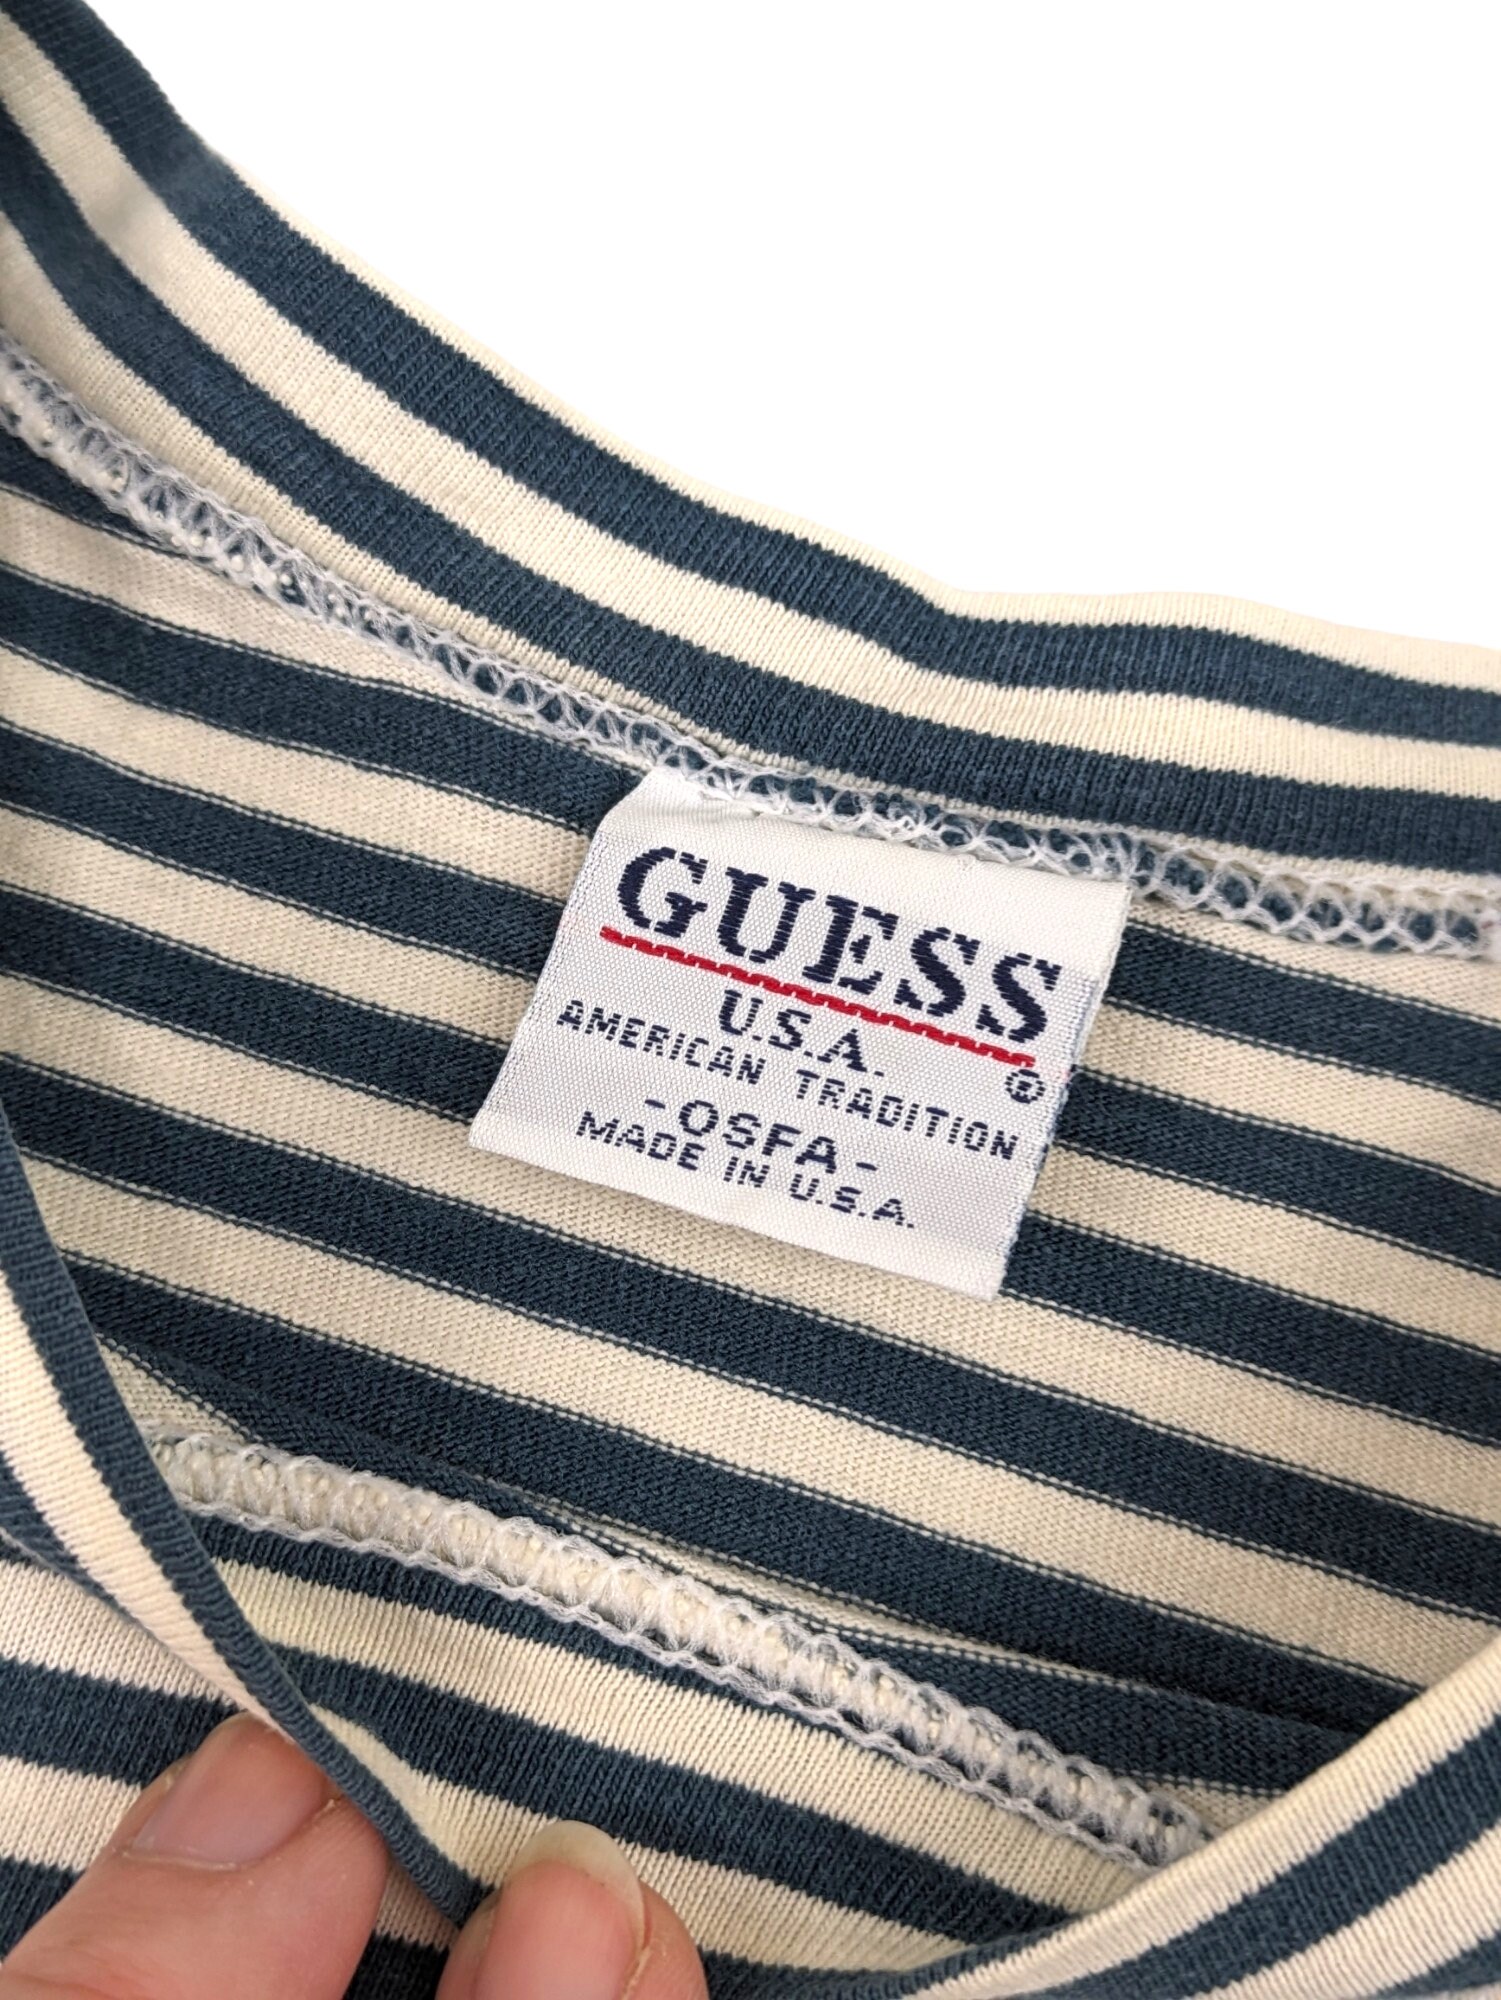 GUESS
U.S.A.
®
AMERICAN TRADITION
-OSFA-
MADE IN U.S.A.